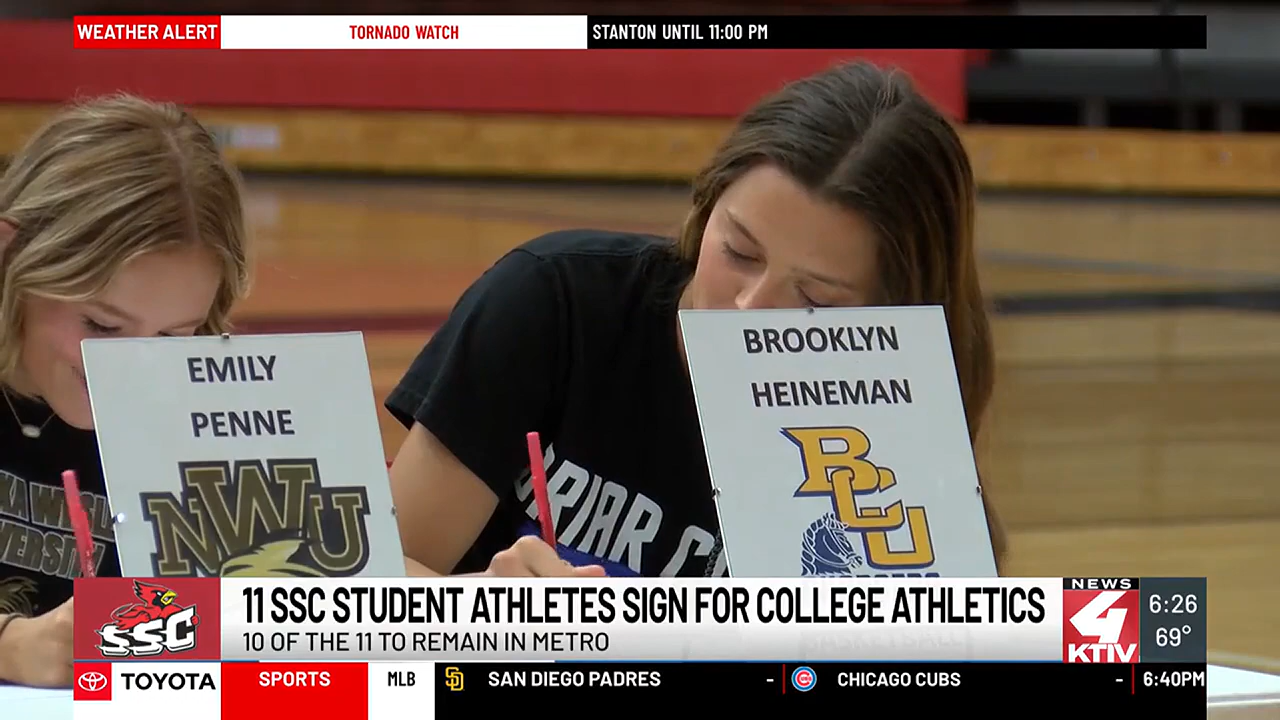 WEATHER ALERT TORNADO WATCH STANTON UNTIL 11:00 PM
EMILY
PENNE
NWU
BROOKLYN
HEINEMAN
BCU
BRIAR C
SSC
11 SSC STUDENT ATHLETES SIGN FOR COLLEGE ATHLETICS
10 OF THE 11 TO REMAIN IN METRO
NEWS
4
KTIV
6:26
69°
TOYOTA SPORTS MLB SAN DIEGO PADRES - CHICAGO CUBS - 6:40PM